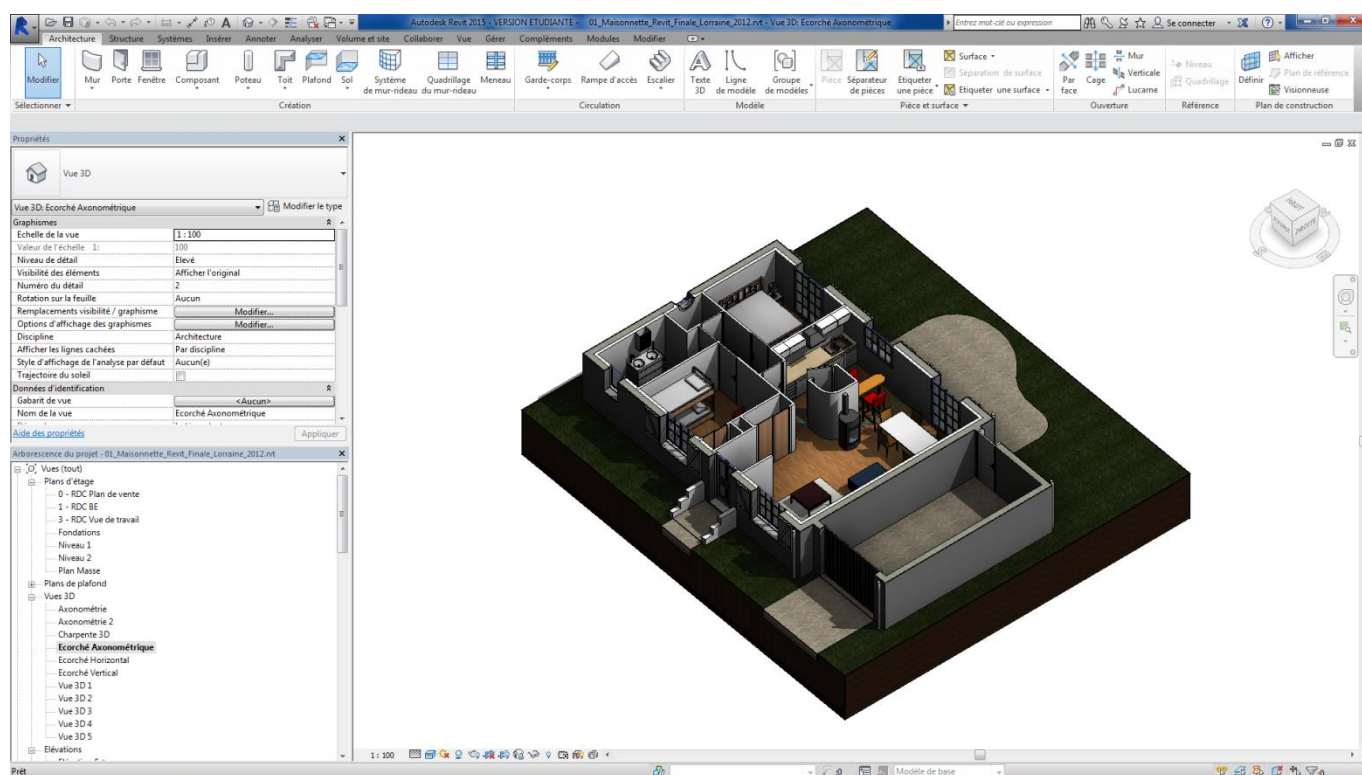 Autodesk Revit 2015 - VERSION ETUDIANTE - 01_Maisonnette_Revit_Finale_Lorraine_2012.rvt - Vue 3D: Ecorché Axonométrique
Entrez mot-clé ou expression
Se connecter
Architecture Structure Systèmes Insérer Annoter Analyser Volume et site Collaborer Vue Gérer Compléments Modules Modifier
Modifier
Mur Porte Fenêtre Composant Poteau Toit Plafond Sol
Système de mur-rideau
Quadrillage du mur-rideau
Meneau
Garde-corps Rampe d'accès Escalier
Texte 3D
Ligne de modèle
Groupe de modèles
Pièce
Séparateur de pièces
Etiqueter une pièce
Surface
Séparation de surface
Etiqueter une surface
Par face
Cage
Mur
Verticale
Lucarne
Niveau
Quadrillage
Définir
Afficher
Plan de référence
Visionneuse
Sélectionner Création Circulation Modèle Pièce et surface Ouverture Référence Plan de construction
Propriétés
Vue 3D
Vue 3D: Ecorché Axonométrique Modifier le type
Graphismes
Echelle de la vue 1 : 100
Valeur de l'échelle 1: 100
Niveau de détail Elevé
Visibilité des éléments Afficher l'original
Numéro du détail 2
Rotation sur la feuille Aucun
Remplacements visibilité / graphisme Modifier...
Options d'affichage des graphismes Modifier...
Discipline Architecture
Afficher les lignes cachées Par discipline
Style d'affichage de l'analyse par défaut Aucun(e)
Trajectoire du soleil
Données d'identification
Gabarit de vue <Aucun>
Nom de la vue Ecorché Axonométrique
Aide des propriétés Appliquer
Arborescence du projet - 01_Maisonnette_Revit_Finale_Lorraine_2012.rvt
Vues (tout)
Plans d'étage
0 - RDC Plan de vente
1 - RDC BE
3 - RDC Vue de travail
Fondations
Niveau 1
Niveau 2
Plan Masse
Plans de plafond
Vues 3D
Axonométrie
Axonométrie 2
Charpente 3D
Ecorché Axonométrique
Ecorché Horizontal
Ecorché Vertical
Vue 3D 1
Vue 3D 2
Vue 3D 3
Vue 3D 4
Vue 3D 5
Elévations
HAUT
DROITE
1 : 100
Prêt
:0
Modèle de base
:0